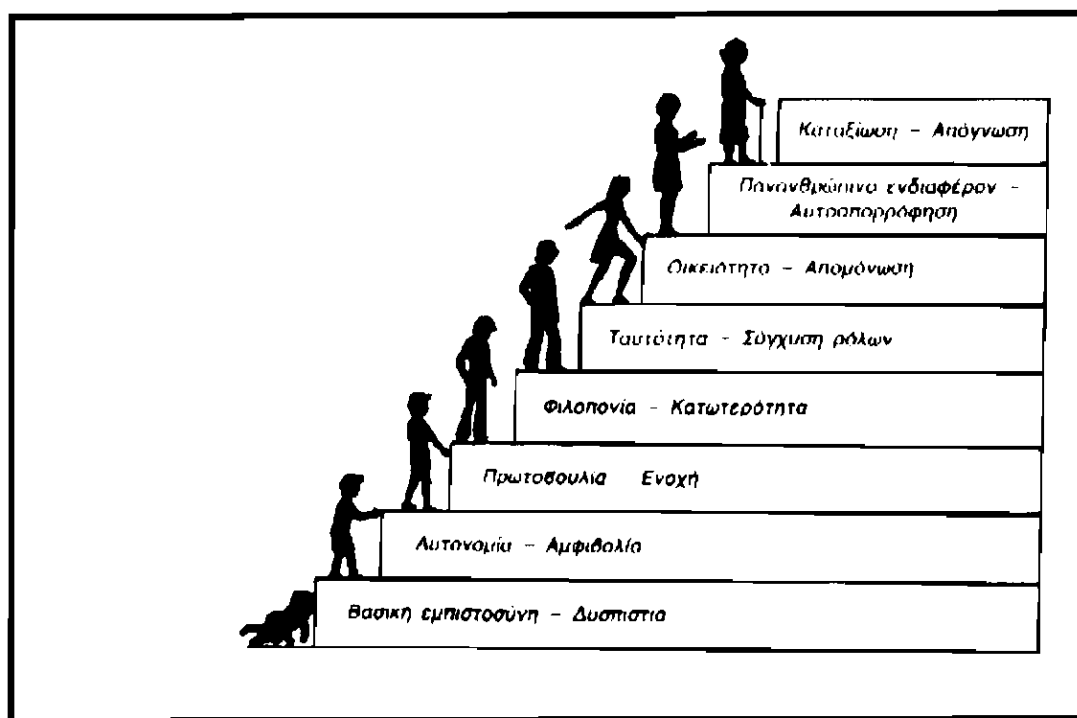 Καταξίωση – Απόγνωση
Πανανθρώπινο ενδιαφέρον –
Αυτοαπορρόφηση
Οικειότητα – Απομόνωση
Ταυτότητα – Σύγχυση ρόλων
Φιλοπονία – Κατωτερότητα
Πρωτοβουλία Ενοχή
Αυτονομία – Αμφιβολία
Βασική εμπιστοσύνη – Δυσπιστία